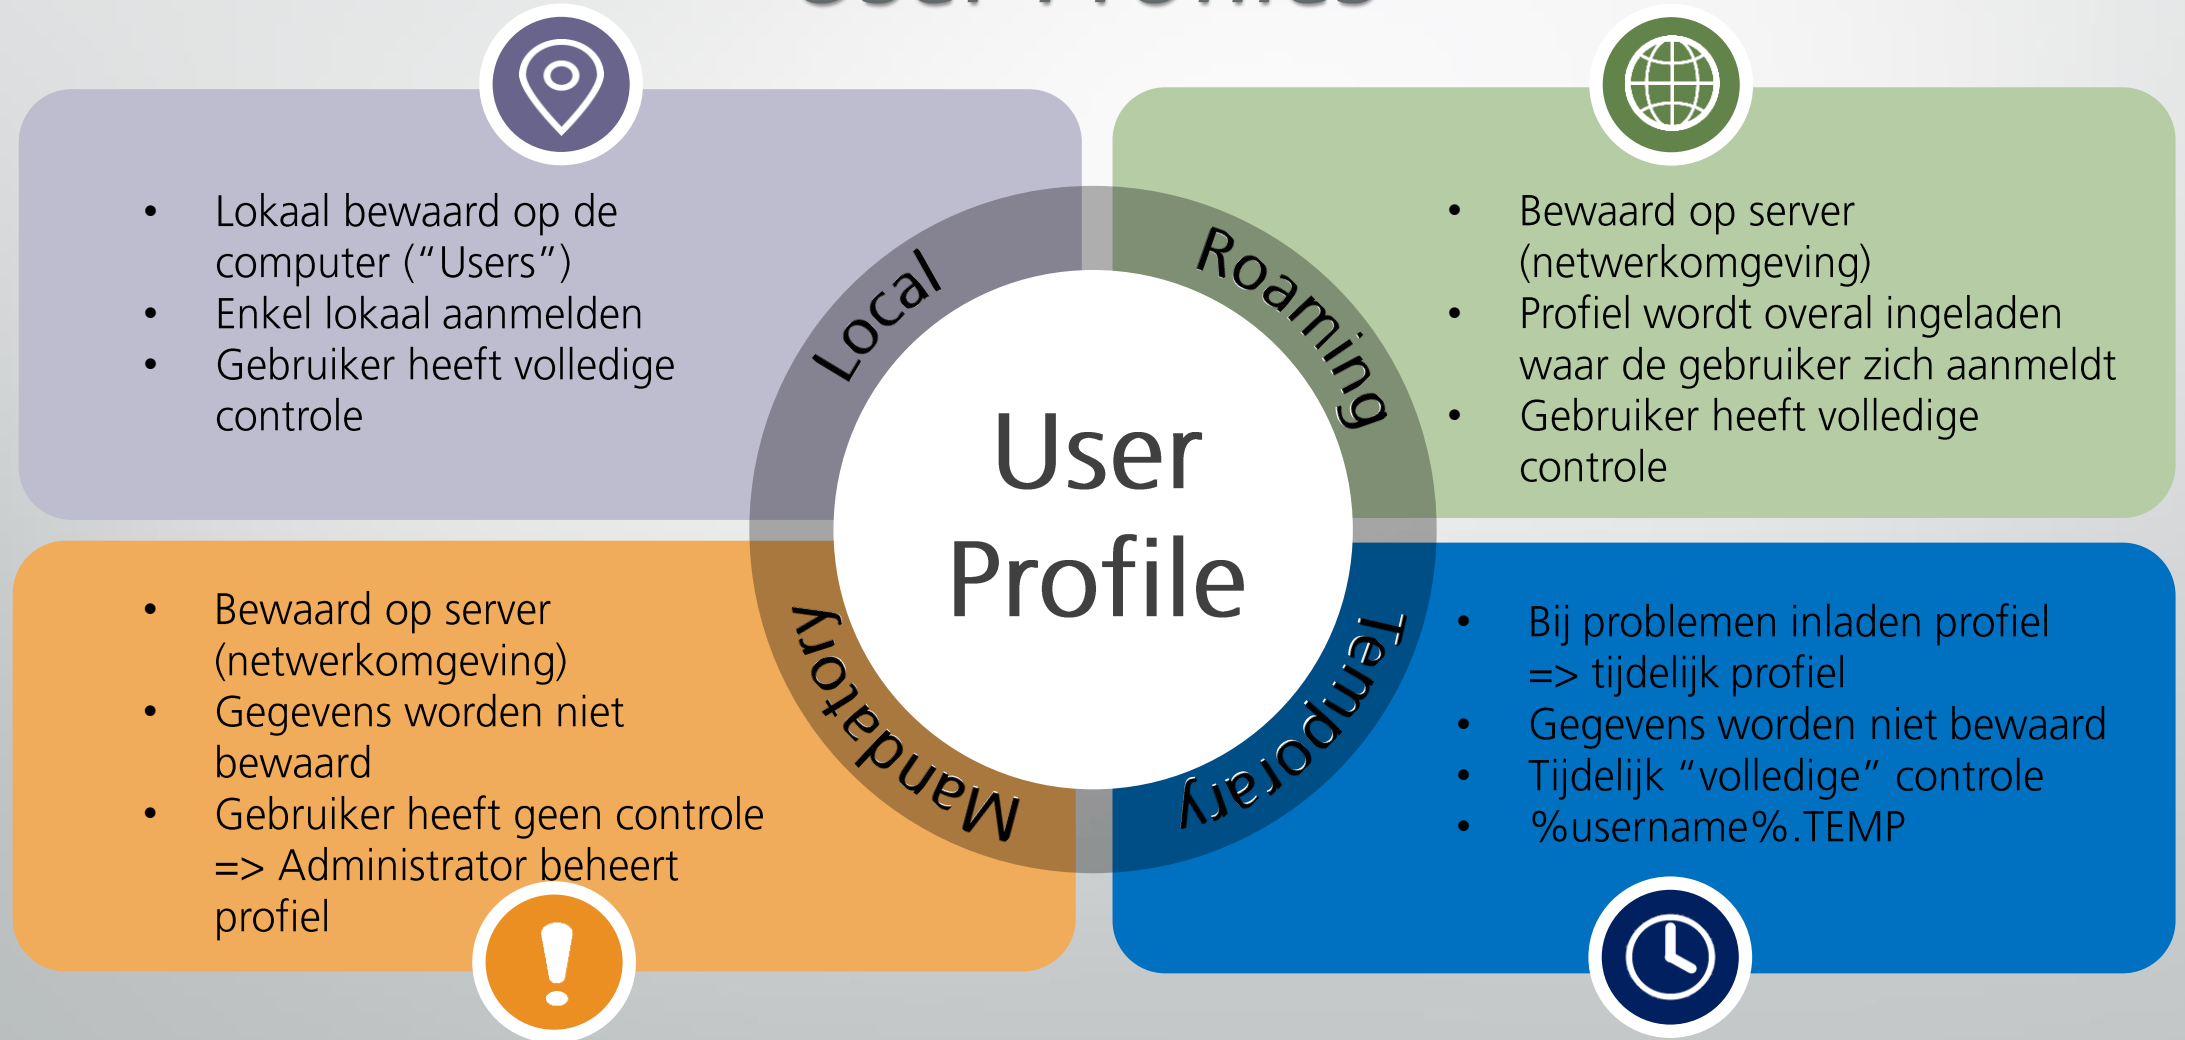 User Profiles
• Lokaal bewaard op de
computer (“Users”)
• Enkel lokaal aanmelden
• Gebruiker heeft volledige
controle
• Bewaard op server
(netwerkomgeving)
• Profiel wordt overal ingeladen
waar de gebruiker zich aanmeldt
• Gebruiker heeft volledige
controle
Local
Roaming
User
Profile
Mandatory
Temporary
• Bewaard op server
(netwerkomgeving)
• Gegevens worden niet
bewaard
• Gebruiker heeft geen controle
=> Administrator beheert
profiel
• Bij problemen inladen profiel
=> tijdelijk profiel
• Gegevens worden niet bewaard
• Tijdelijk “volledige” controle
• %username%.TEMP